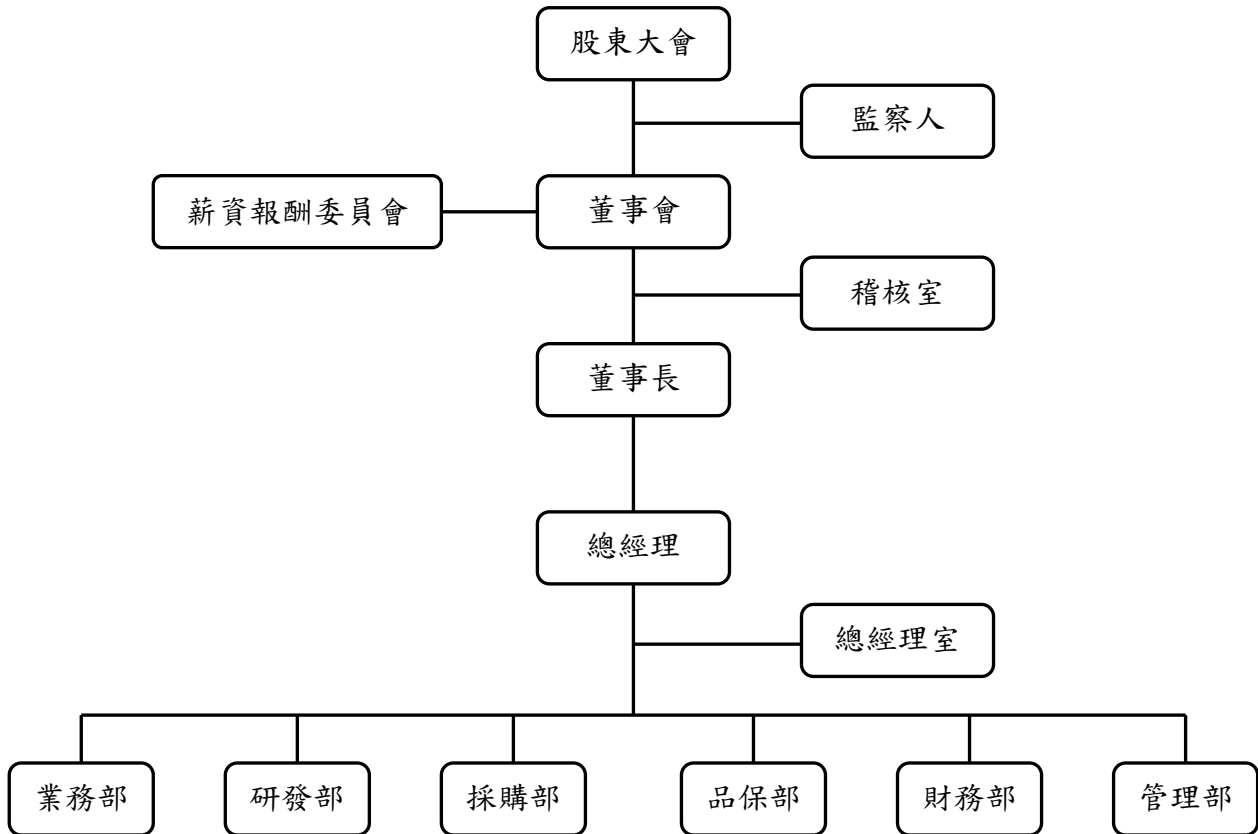 股東大會
監察人
薪資報酬委員會
董事會
稽核室
董事長
總經理
總經理室
業務部
研發部
採購部
品保部
財務部
管理部